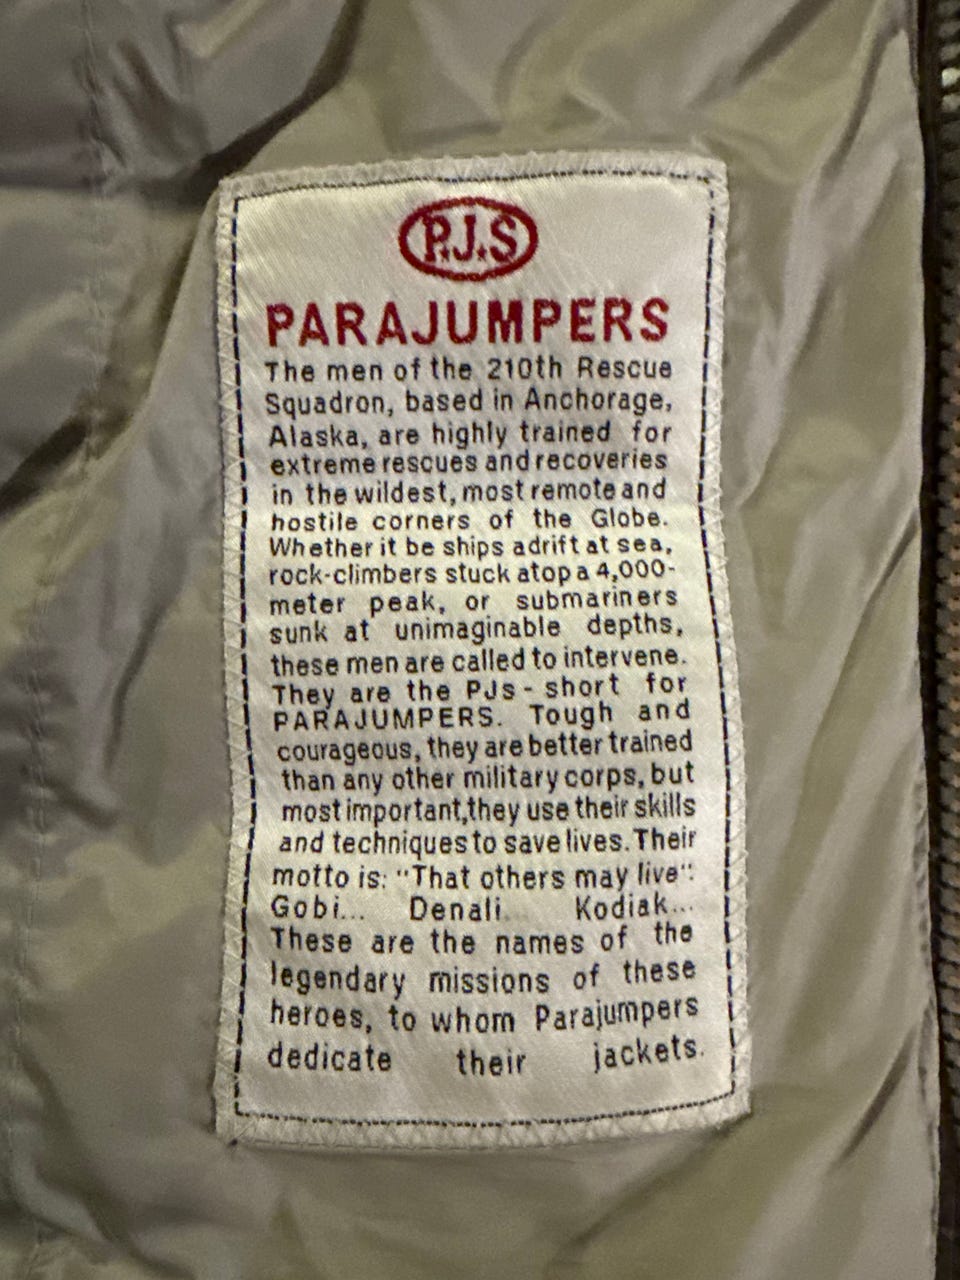 P.J.S
PARAJUMPERS
The men of the 210th Rescue
Squadron, based in Anchorage,
Alaska, are highly trained for
extreme rescues and recoveries
in the wildest, most remote and
hostile corners of the Globe.
Whether it be ships adrift at sea,
rock-climbers stuck atop a 4,000-
meter peak, or submariners
sunk at unimaginable depths,
these men are called to intervene.
They are the PJs - short for
PARAJUMPERS. Tough and
courageous, they are better trained
than any other military corps, but
most important,they use their skills
and techniques to save lives. Their
motto is: "That others may live".
Gobi... Denali... Kodiak...
These are the names of the
legendary missions of these
heroes, to whom Parajumpers
dedicate their jackets.